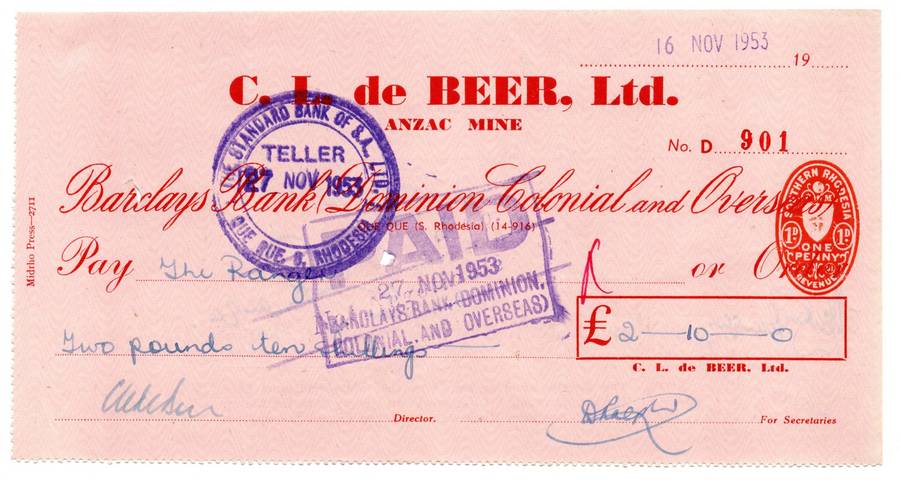 16 NOV 1953
19
C. L. de BEER, Ltd.
ANZAC MINE
No. D 901
THE STANDARD BANK OF S.A., LTD.
TELLER
27 NOV 1953
QUE QUE, S. RHODESIA
Barclays Bank (Dominion Colonial and Overseas)
QUE QUE (S. Rhodesia) (14-916)
SOUTHERN RHODESIA
1D ONE PENNY 1D
REVENUE
Midrho Press—2711
PAID
27 NOV 1953
BARCLAYS BANK (DOMINION,
COLONIAL AND OVERSEAS)
Pay The Ranger or Order
£ 2—10—0
Two pounds ten shillings
C. L. de BEER, Ltd.
Director.
For Secretaries